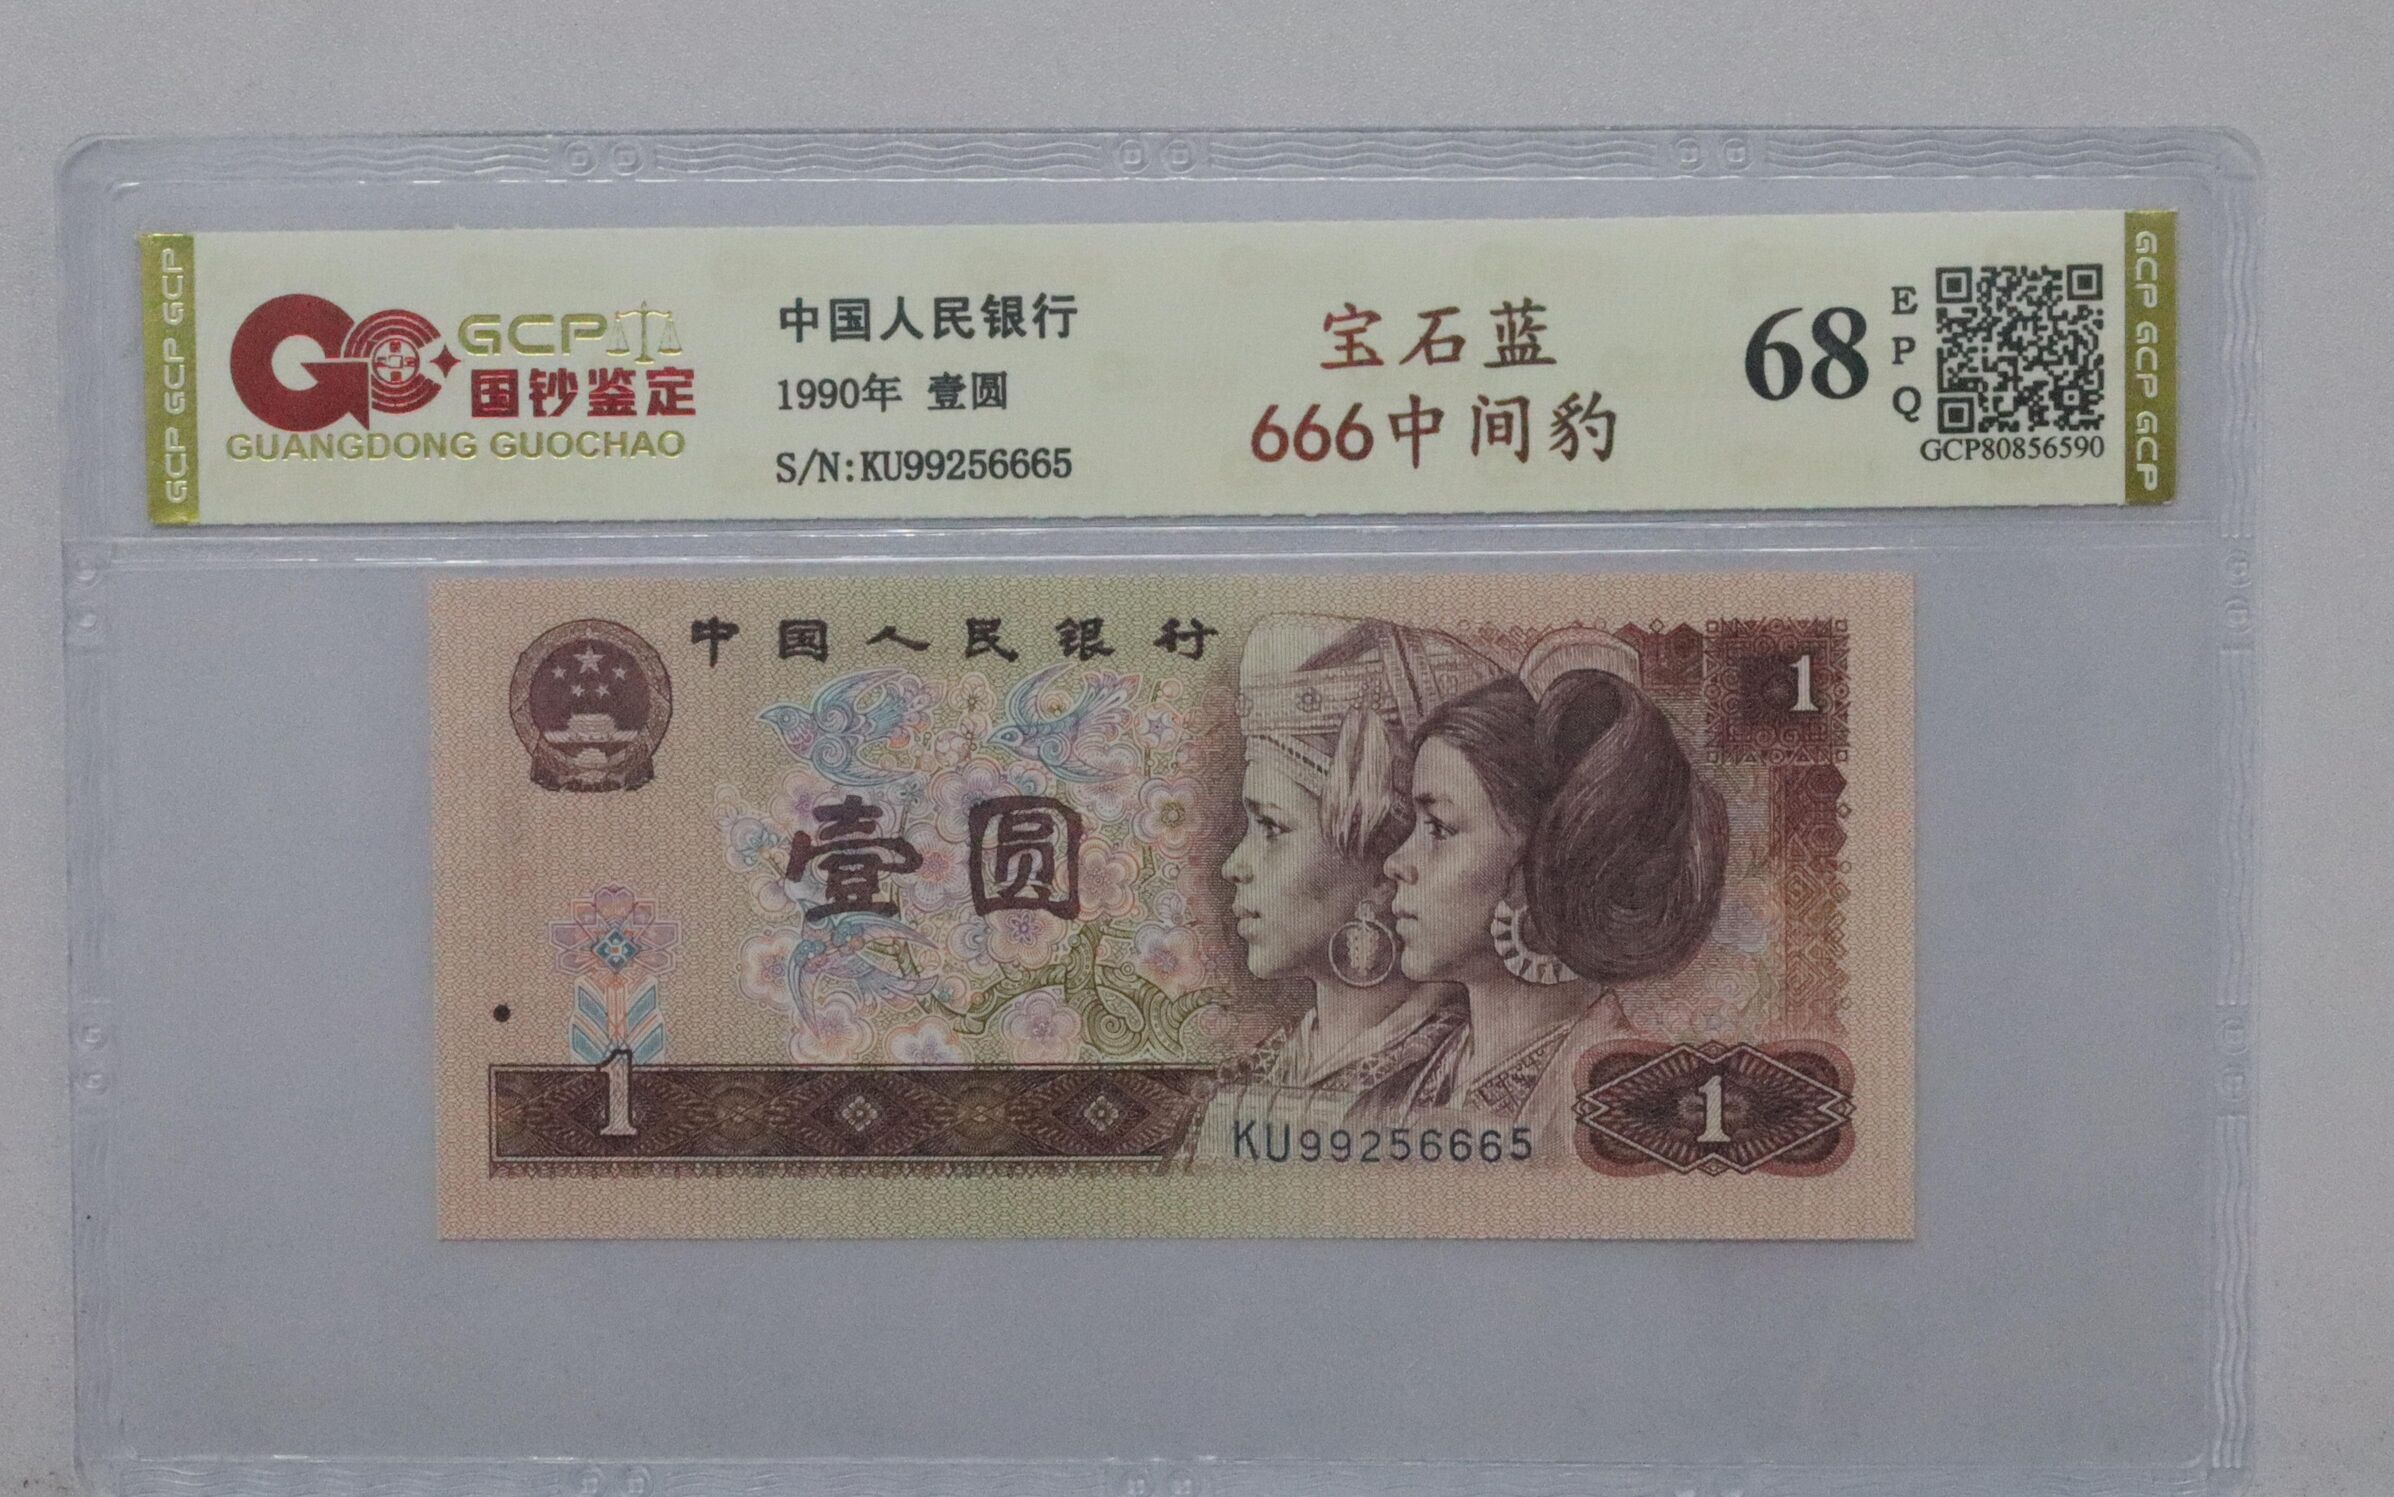 GCP GCP GCP
GCP
国钞鉴定
GUANGDONG GUOCHAO
中国人民银行
1990年 壹圆
S/N:KU99256665
宝石蓝
666中间豹
68
EPQ
GCP80856590
GCP GCP GCP
中国人民银行
1
壹圆
1
KU99256665
1